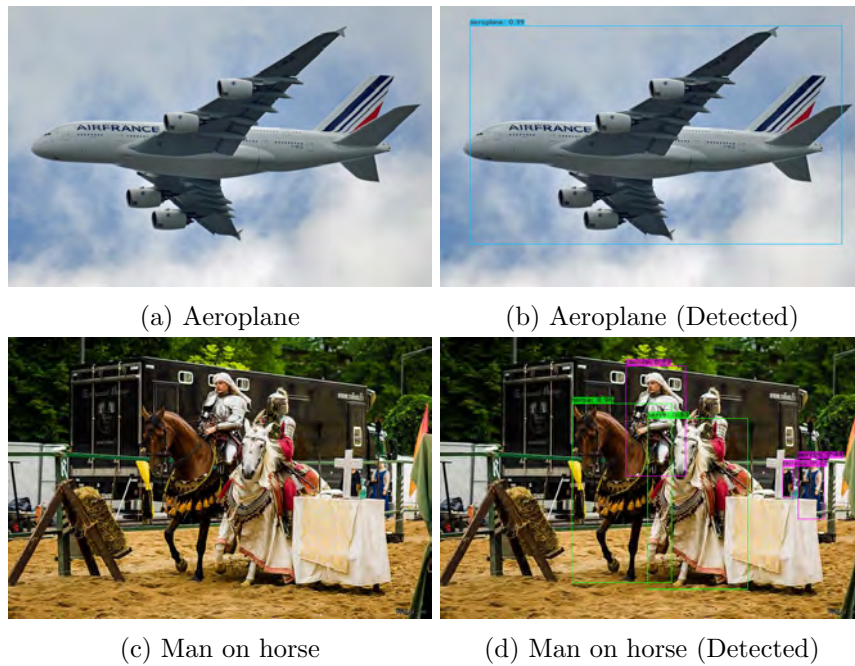 aeroplane: 0.99
AIRFRANCE
AIRFRANCE
(a) Aeroplane
(b) Aeroplane (Detected)
(c) Man on horse
(d) Man on horse (Detected)